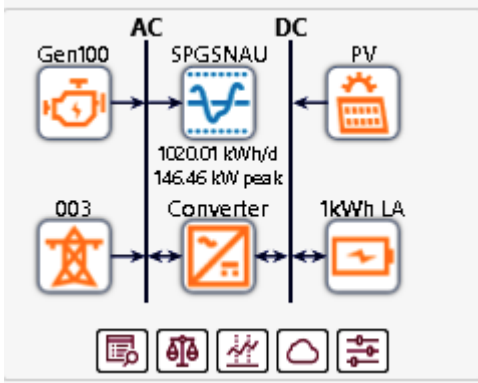 AC DC
Gen100 SPGSNAU PV
1020.01 kWh/d
146.46 kW peak
003 Converter 1kWh LA